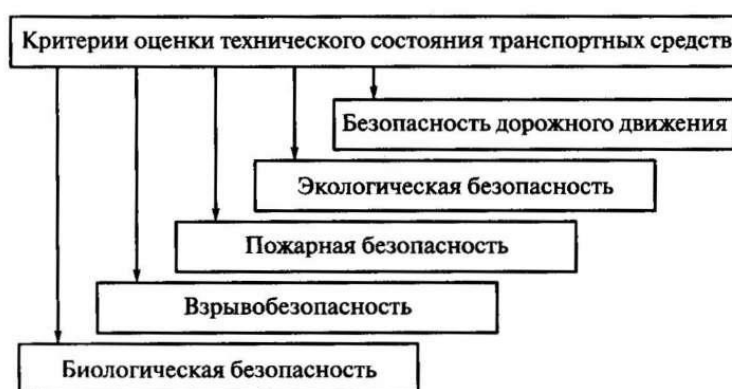 Критерии оценки технического состояния транспортных средств
Безопасность дорожного движения
Экологическая безопасность
Пожарная безопасность
Взрывобезопасность
Биологическая безопасность